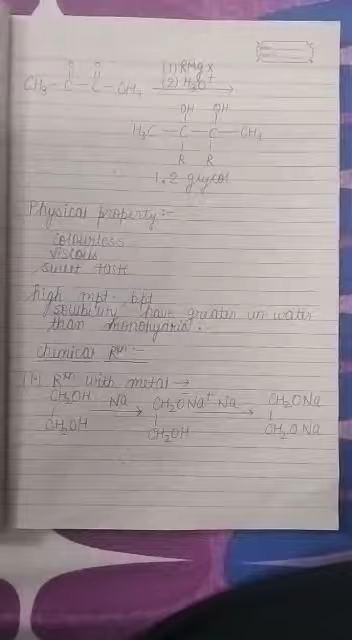 O O
CH3 - C - C - CH3 (1) RMgx
(2) H3O+
OH OH
H3C - C - C - CH3
R R
1.2 glycol
Physical property :-
colourless
viscous
sweet taste
high mpt. bpt
solubility have greater in water
than monohydric.
chemical Rxn :-
(1) Rxn with metal →
CH2OH Na → CH2O-Na+ Na → CH2ONa
CH2OH CH2OH CH2ONa